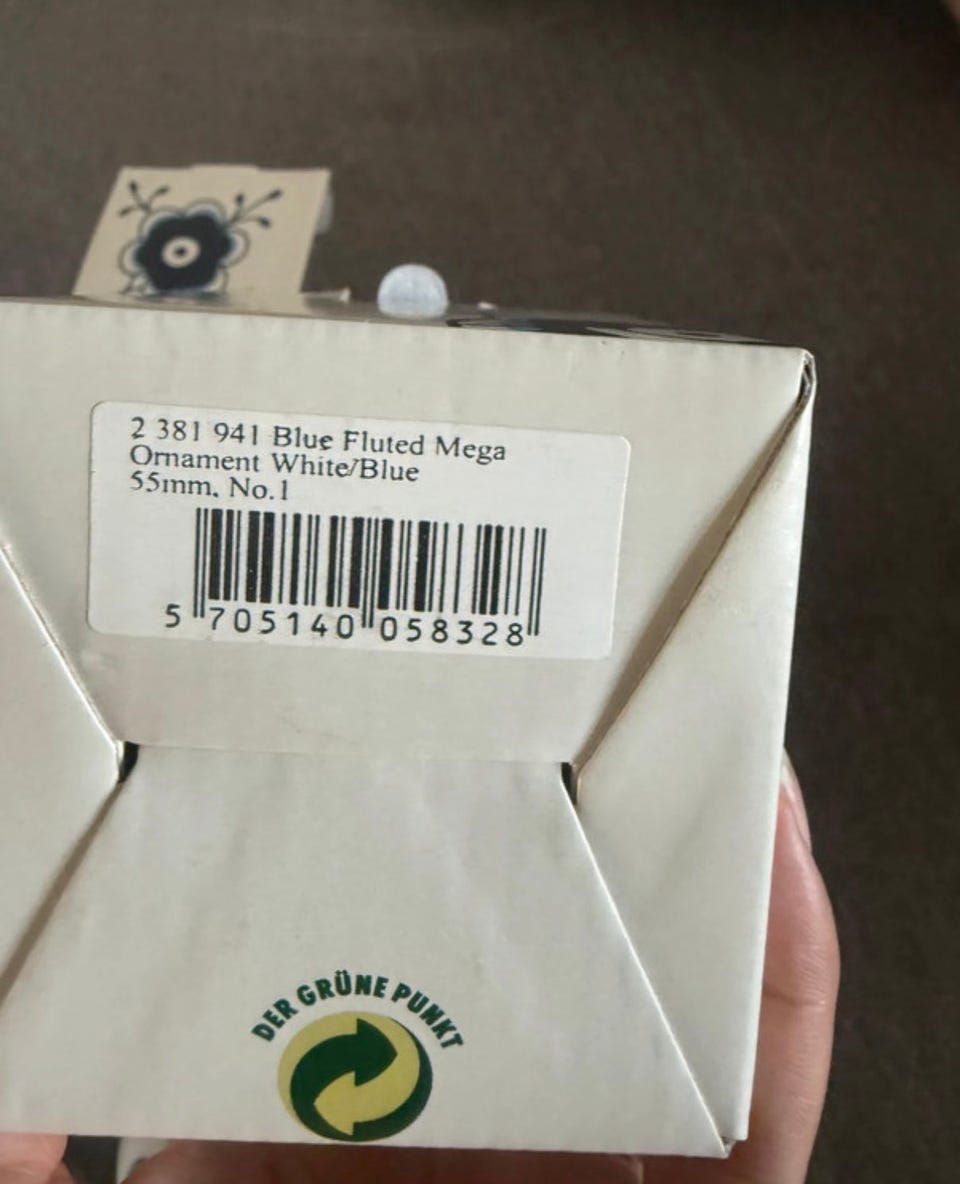 2 381 941 Blue Fluted Mega
Ornament White/Blue
55mm. No.1
5 705140 058328
DER GRÜNE PUNKT